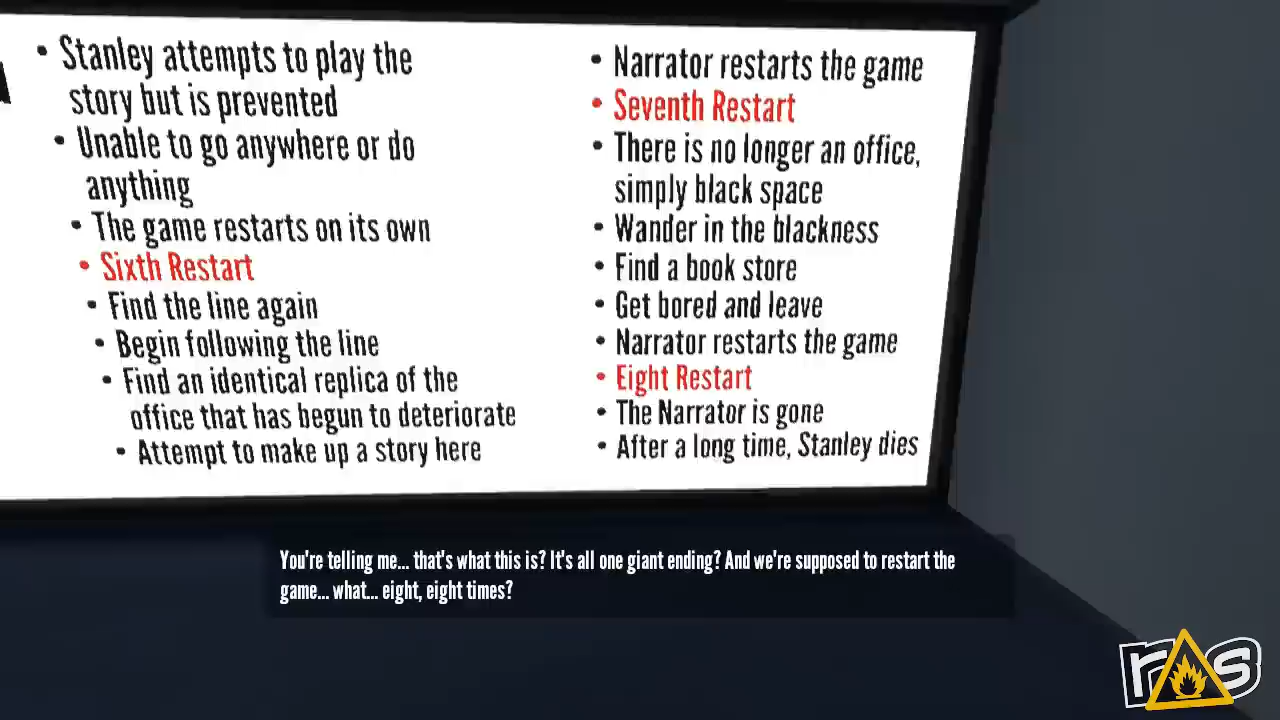 • Stanley attempts to play the
story but is prevented
• Unable to go anywhere or do
anything
• The game restarts on its own
• Sixth Restart
• Find the line again
• Begin following the line
• Find an identical replica of the
office that has begun to deteriorate
• Attempt to make up a story here
• Narrator restarts the game
• Seventh Restart
• There is no longer an office,
simply black space
• Wander in the blackness
• Find a book store
• Get bored and leave
• Narrator restarts the game
• Eight Restart
• The Narrator is gone
• After a long time, Stanley dies
You're telling me... that's what this is? It's all one giant ending? And we're supposed to restart the
game... what... eight, eight times?